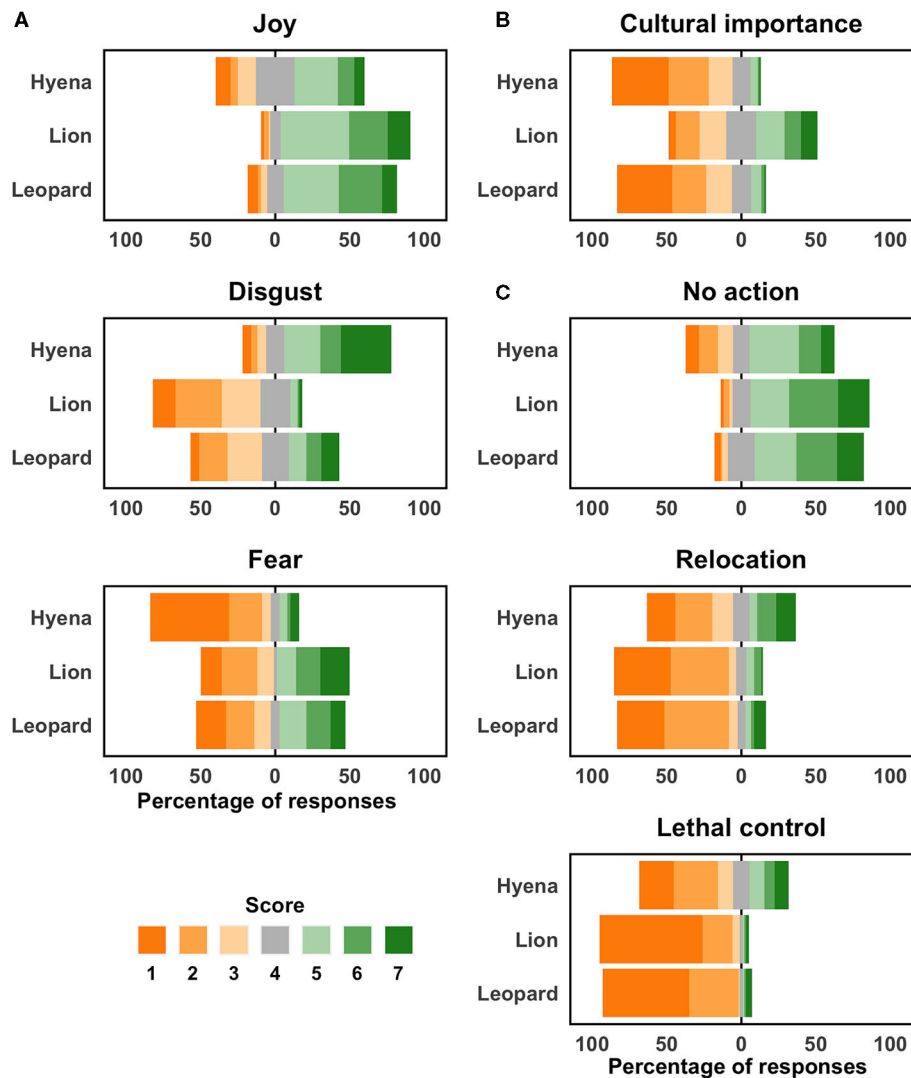 A
Joy
Hyena
Lion
Leopard
100 50 0 50 100
Disgust
Hyena
Lion
Leopard
100 50 0 50 100
Fear
Hyena
Lion
Leopard
100 50 0 50 100
Percentage of responses
Score
1 2 3 4 5 6 7
B
Cultural importance
Hyena
Lion
Leopard
100 50 0 50 100
C
No action
Hyena
Lion
Leopard
100 50 0 50 100
Relocation
Hyena
Lion
Leopard
100 50 0 50 100
Lethal control
Hyena
Lion
Leopard
100 50 0 50 100
Percentage of responses